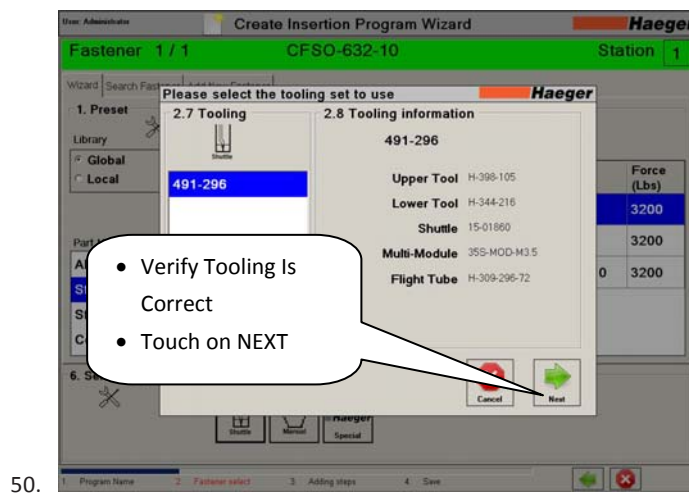 User: Administrator
Create Insertion Program Wizard
Haeger
Fastener 1 / 1
CFSO-632-10
Station 1
Wizard
Search
Please select the tooling set to use
Haeger
1. Preset
Library
Global
Local
2.7 Tooling
Shuttle
491-296
2.8 Tooling information
491-296
Upper Tool H-398-105
Lower Tool H-344-216
Shuttle 15-01860
Multi-Module 35S-MOD-M3.5
Flight Tube H-309-296-72
Force
(Lbs)
3200
3200
0 3200
• Verify Tooling Is
Correct
• Touch on NEXT
Cancel
Next
Shuttle
Manual
Haeger
Special
50.
1. Program Name
2. Fastener select
3. Adding steps
4. Save